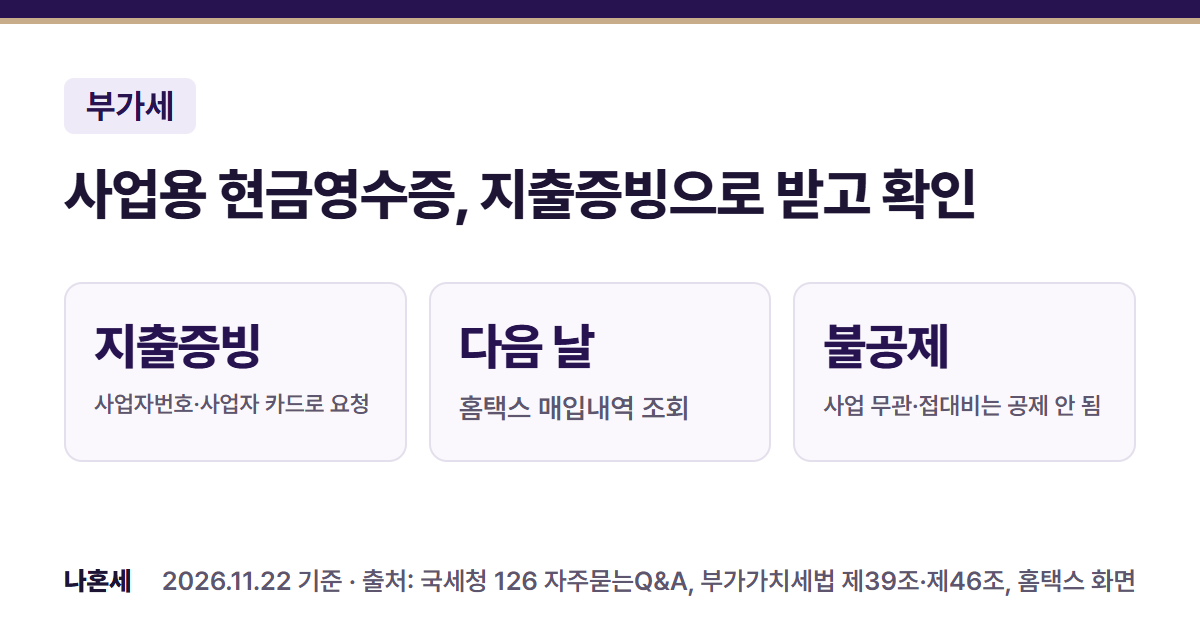 부가세
사업용 현금영수증, 지출증빙으로 받고 확인
지출증빙
사업자번호·사업자 카드로 요청
다음 날
홈택스 매입내역 조회
불공제
사업 무관·접대비는 공제 안 됨
나혼세 2026.11.22 기준 · 출처: 국세청 126 자주묻는Q&A, 부가가치세법 제39조·제46조, 홈택스 화면